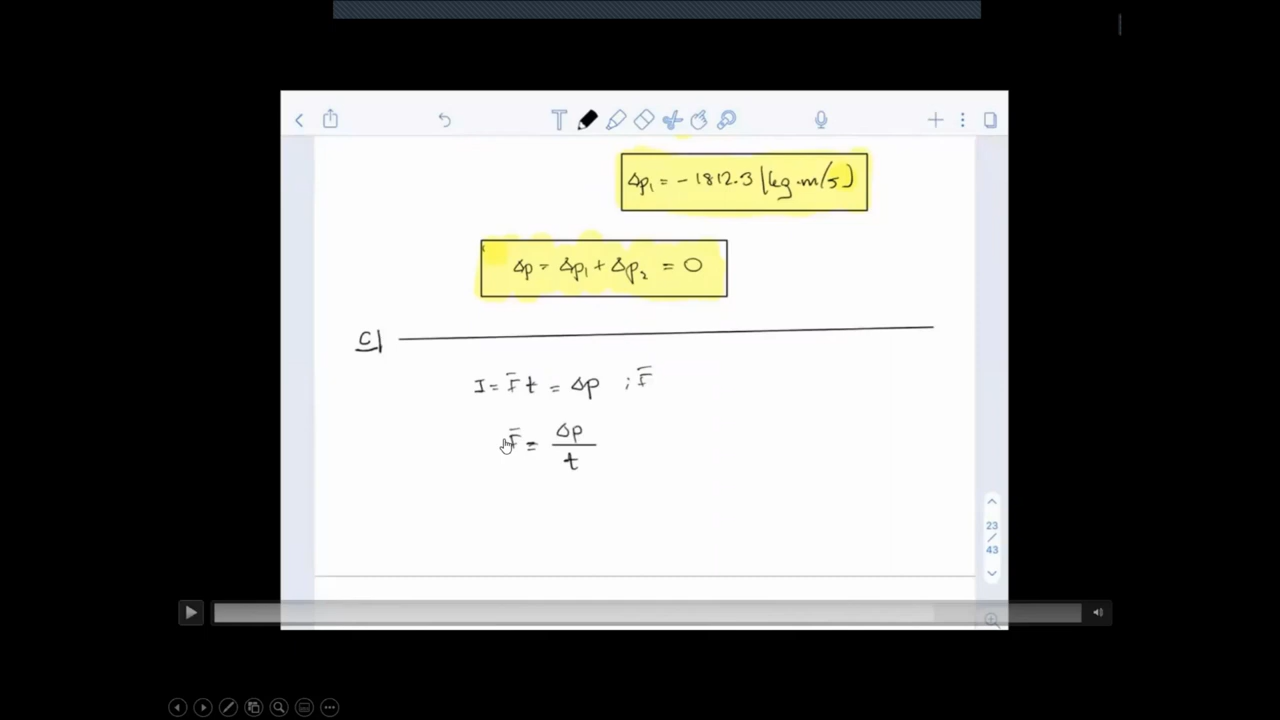 Δp₁ = -1812.3 (kg·m/s)
Δp = Δp₁ + Δp₂ = 0
c)
I = F̄ t = Δp ; F̄
F̄ = Δp / t
23
/
43